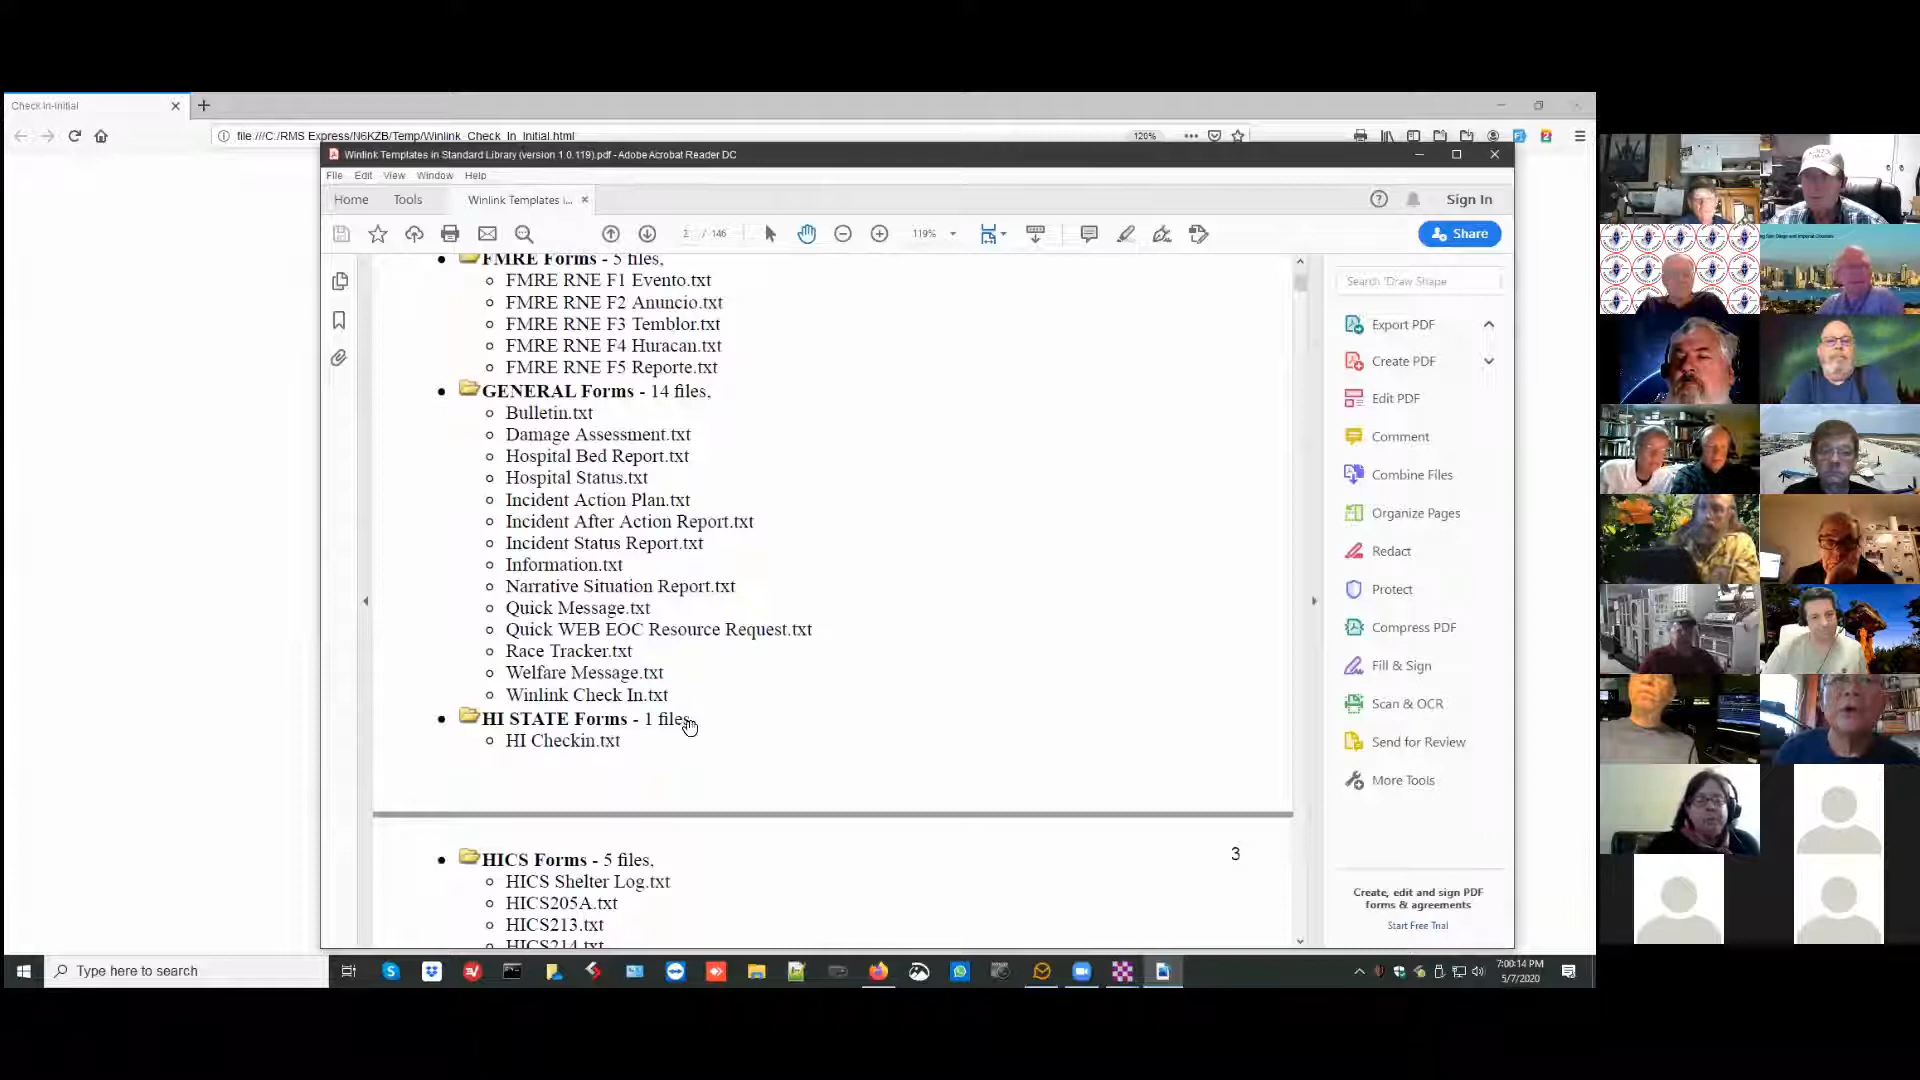 Check In-Initial
file:///C:/RMS Express/N6KZB/Temp/Winlink_Check_In_Initial.html
120%
Winlink Templates in Standard Library (version 1.0.119).pdf - Adobe Acrobat Reader DC
File Edit View Window Help
Home Tools Winlink Templates i... Sign In
2 / 146 119% Share
FMRE Forms - 5 files,
FMRE RNE F1 Evento.txt
FMRE RNE F2 Anuncio.txt
FMRE RNE F3 Temblor.txt
FMRE RNE F4 Huracan.txt
FMRE RNE F5 Reporte.txt
GENERAL Forms - 14 files,
Bulletin.txt
Damage Assessment.txt
Hospital Bed Report.txt
Hospital Status.txt
Incident Action Plan.txt
Incident After Action Report.txt
Incident Status Report.txt
Information.txt
Narrative Situation Report.txt
Quick Message.txt
Quick WEB EOC Resource Request.txt
Race Tracker.txt
Welfare Message.txt
Winlink Check In.txt
HI STATE Forms - 1 files,
HI Checkin.txt
3
HICS Forms - 5 files,
HICS Shelter Log.txt
HICS205A.txt
HICS213.txt
HICS214.txt
Search 'Draw Shape
Export PDF
Create PDF
Edit PDF
Comment
Combine Files
Organize Pages
Redact
Protect
Compress PDF
Fill & Sign
Scan & OCR
Send for Review
More Tools
Create, edit and sign PDF
forms & agreements
Start Free Trial
San Diego and Imperial Counties
Type here to search
7:00:14 PM
5/7/2020